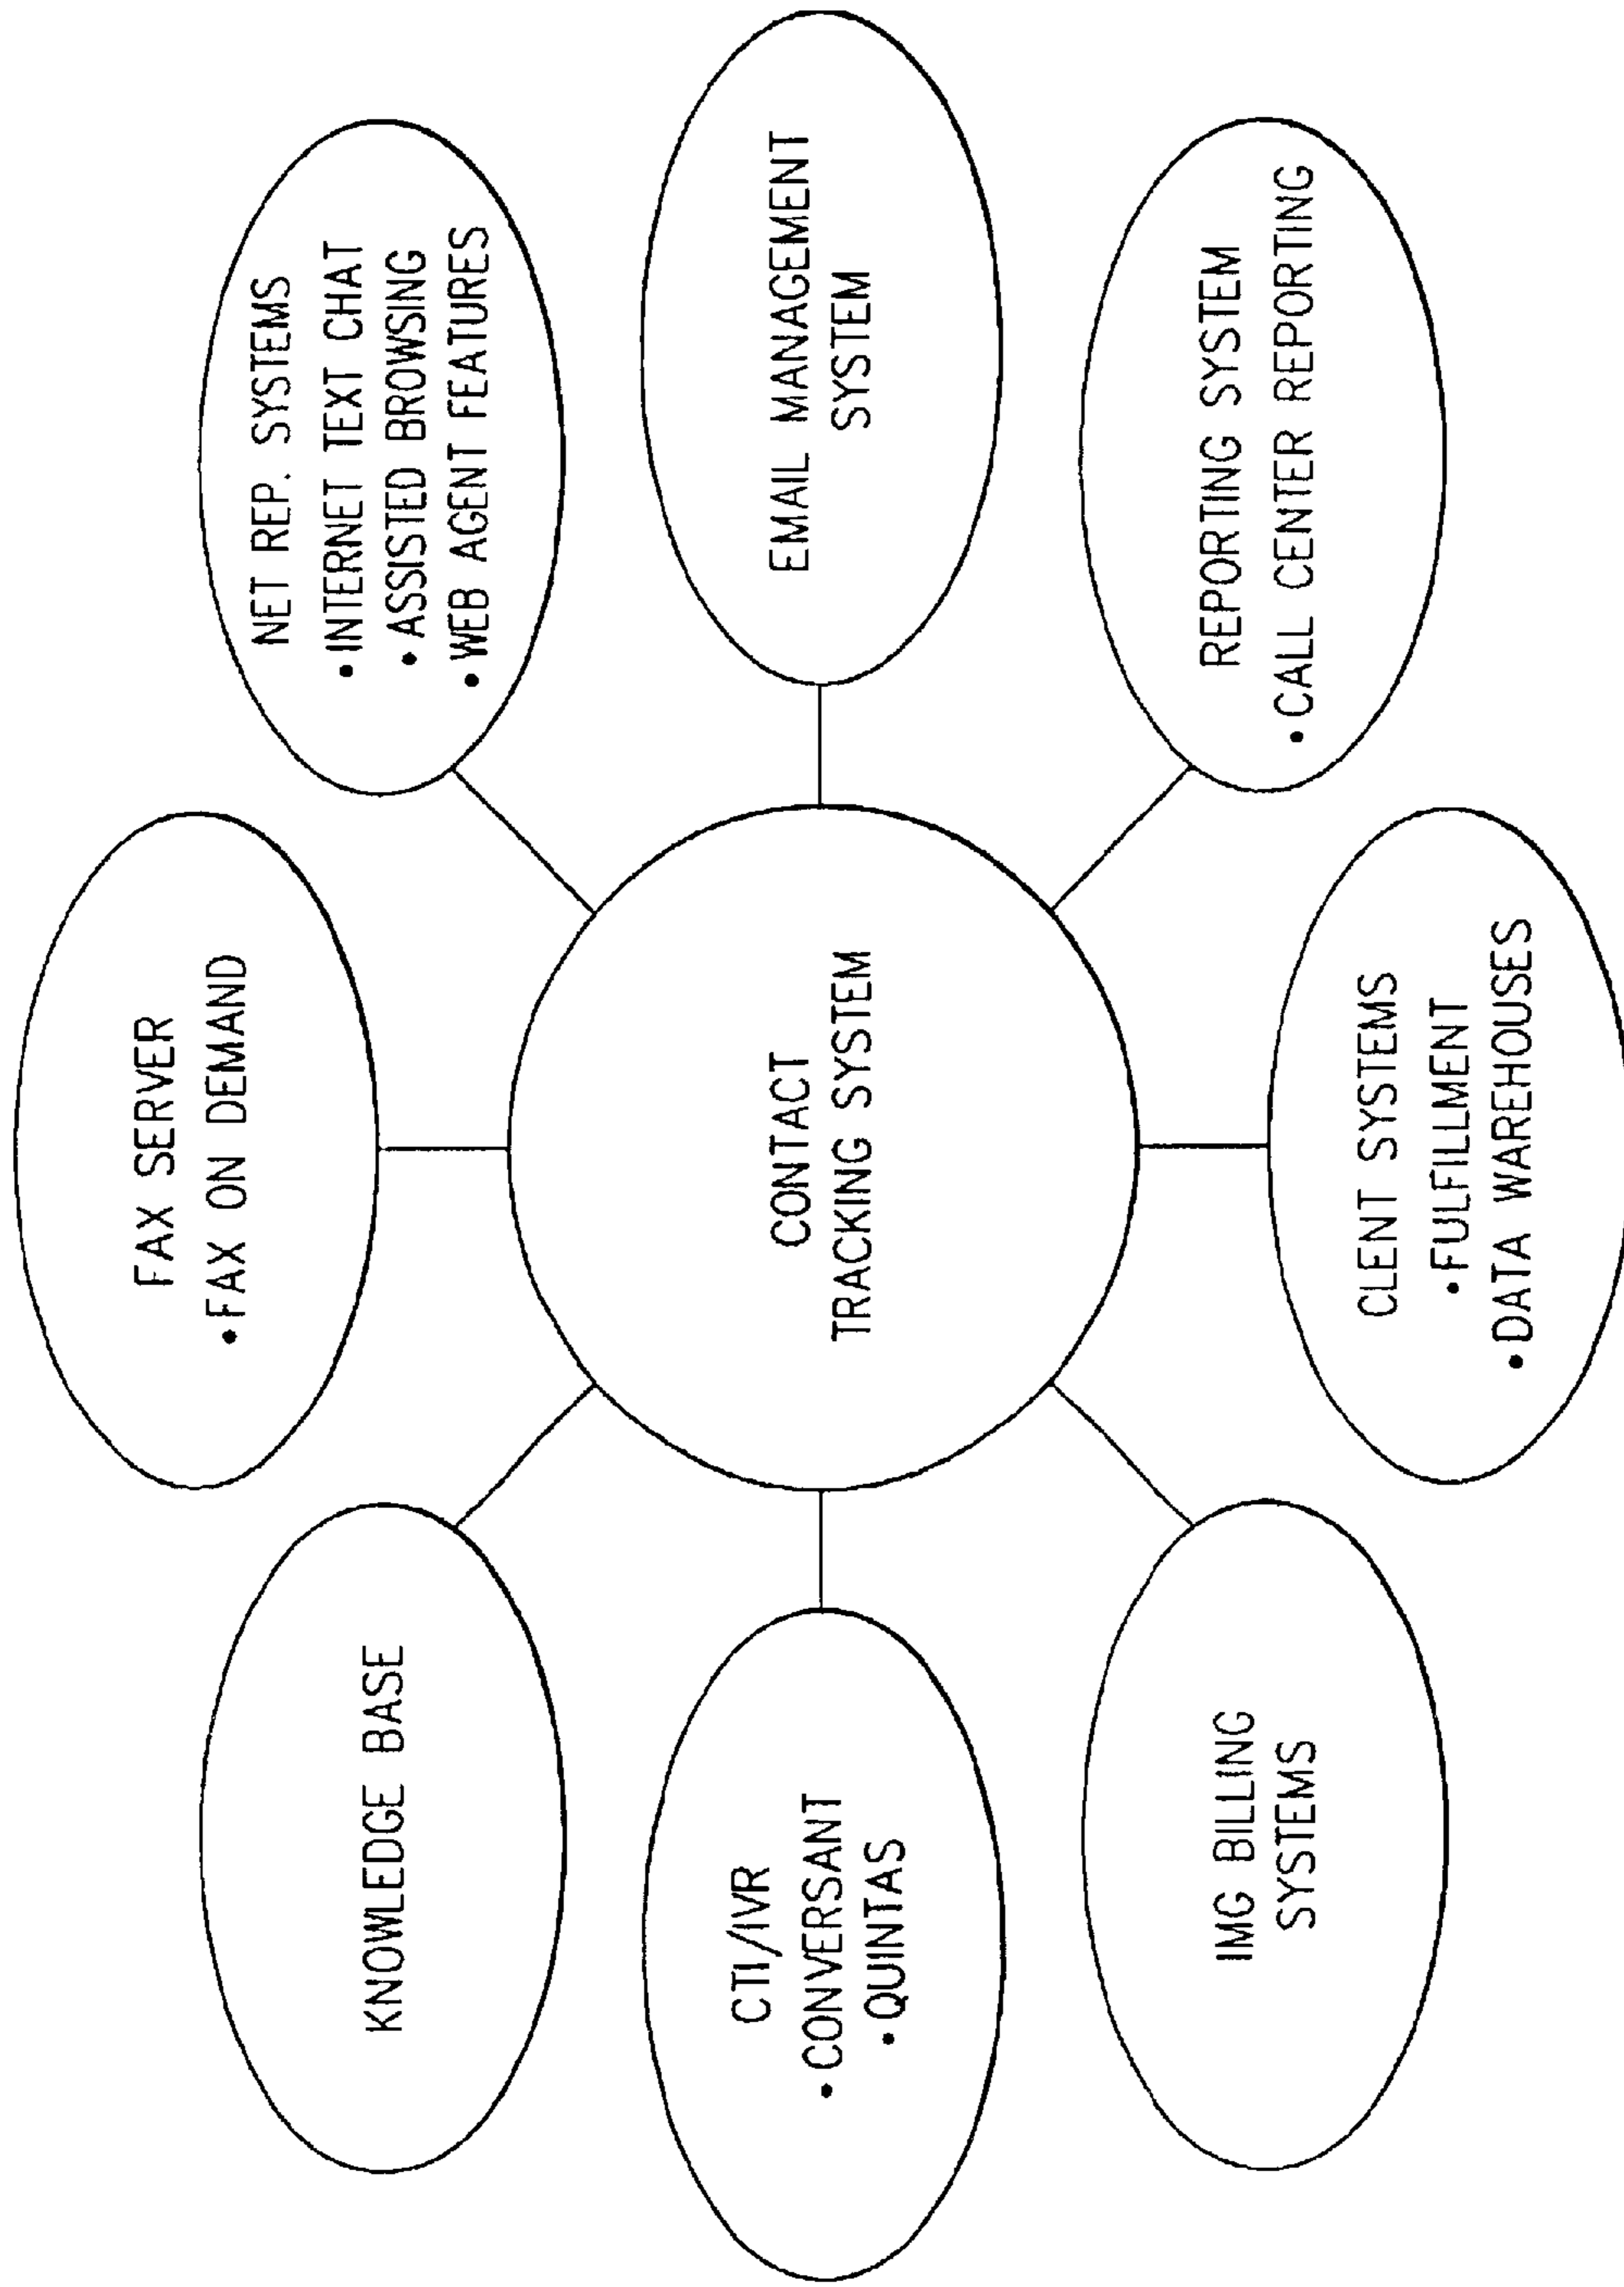 FAX SERVER
• FAX ON DEMAND
KNOWLEDGE BASE
NET REP. SYSTEMS
• INTERNET TEXT CHAT
• ASSISTED BROWSING
• WEB AGENT FEATURES
CTI/IVR
• CONVERSANT
• QUINTAS
CONTACT
TRACKING SYSTEM
EMAIL MANAGEMENT
SYSTEM
IMG BILLING
SYSTEMS
REPORTING SYSTEM
• CALL CENTER REPORTING
CLENT SYSTEMS
• FULFILLMENT
• DATA WAREHOUSES